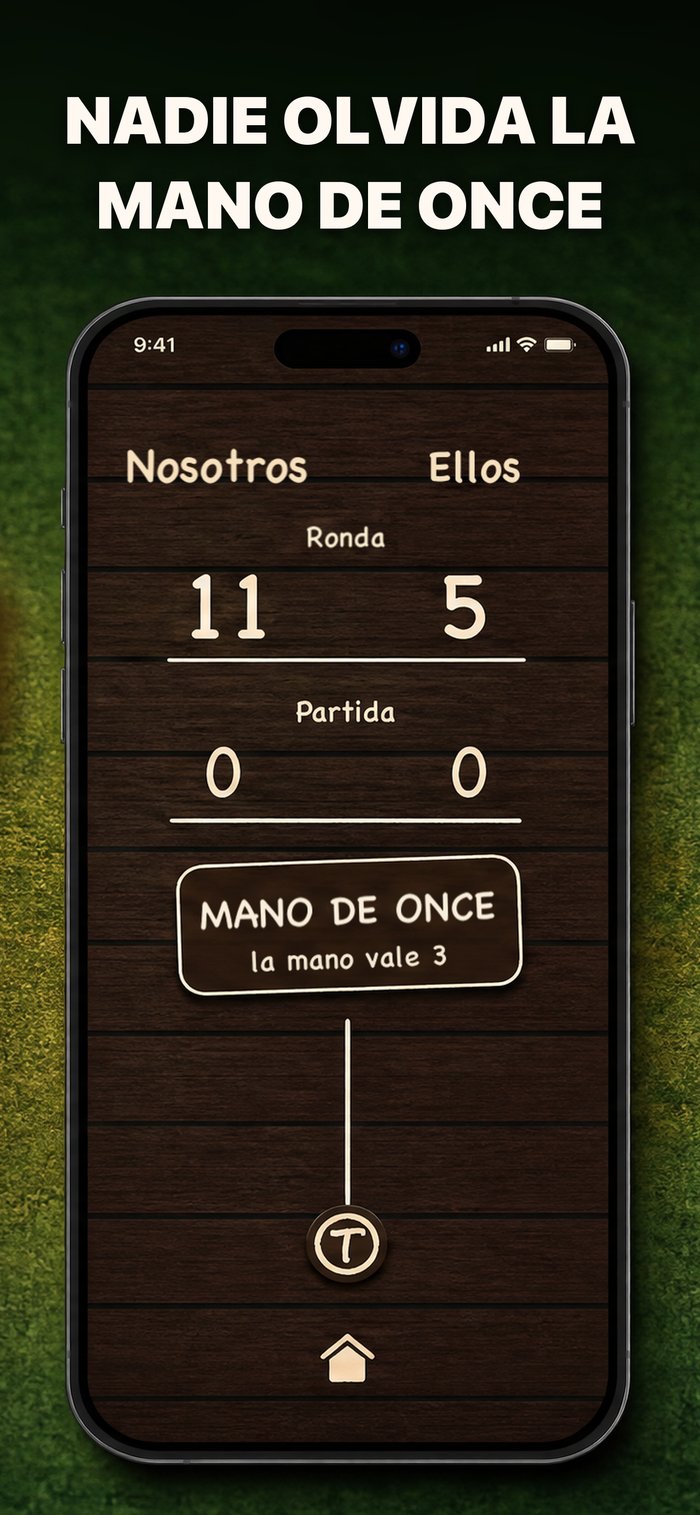 NADIE OLVIDA LA
MANO DE ONCE
9:41
Nosotros Ellos
Ronda
11 5
Partida
0 0
MANO DE ONCE
la mano vale 3
T